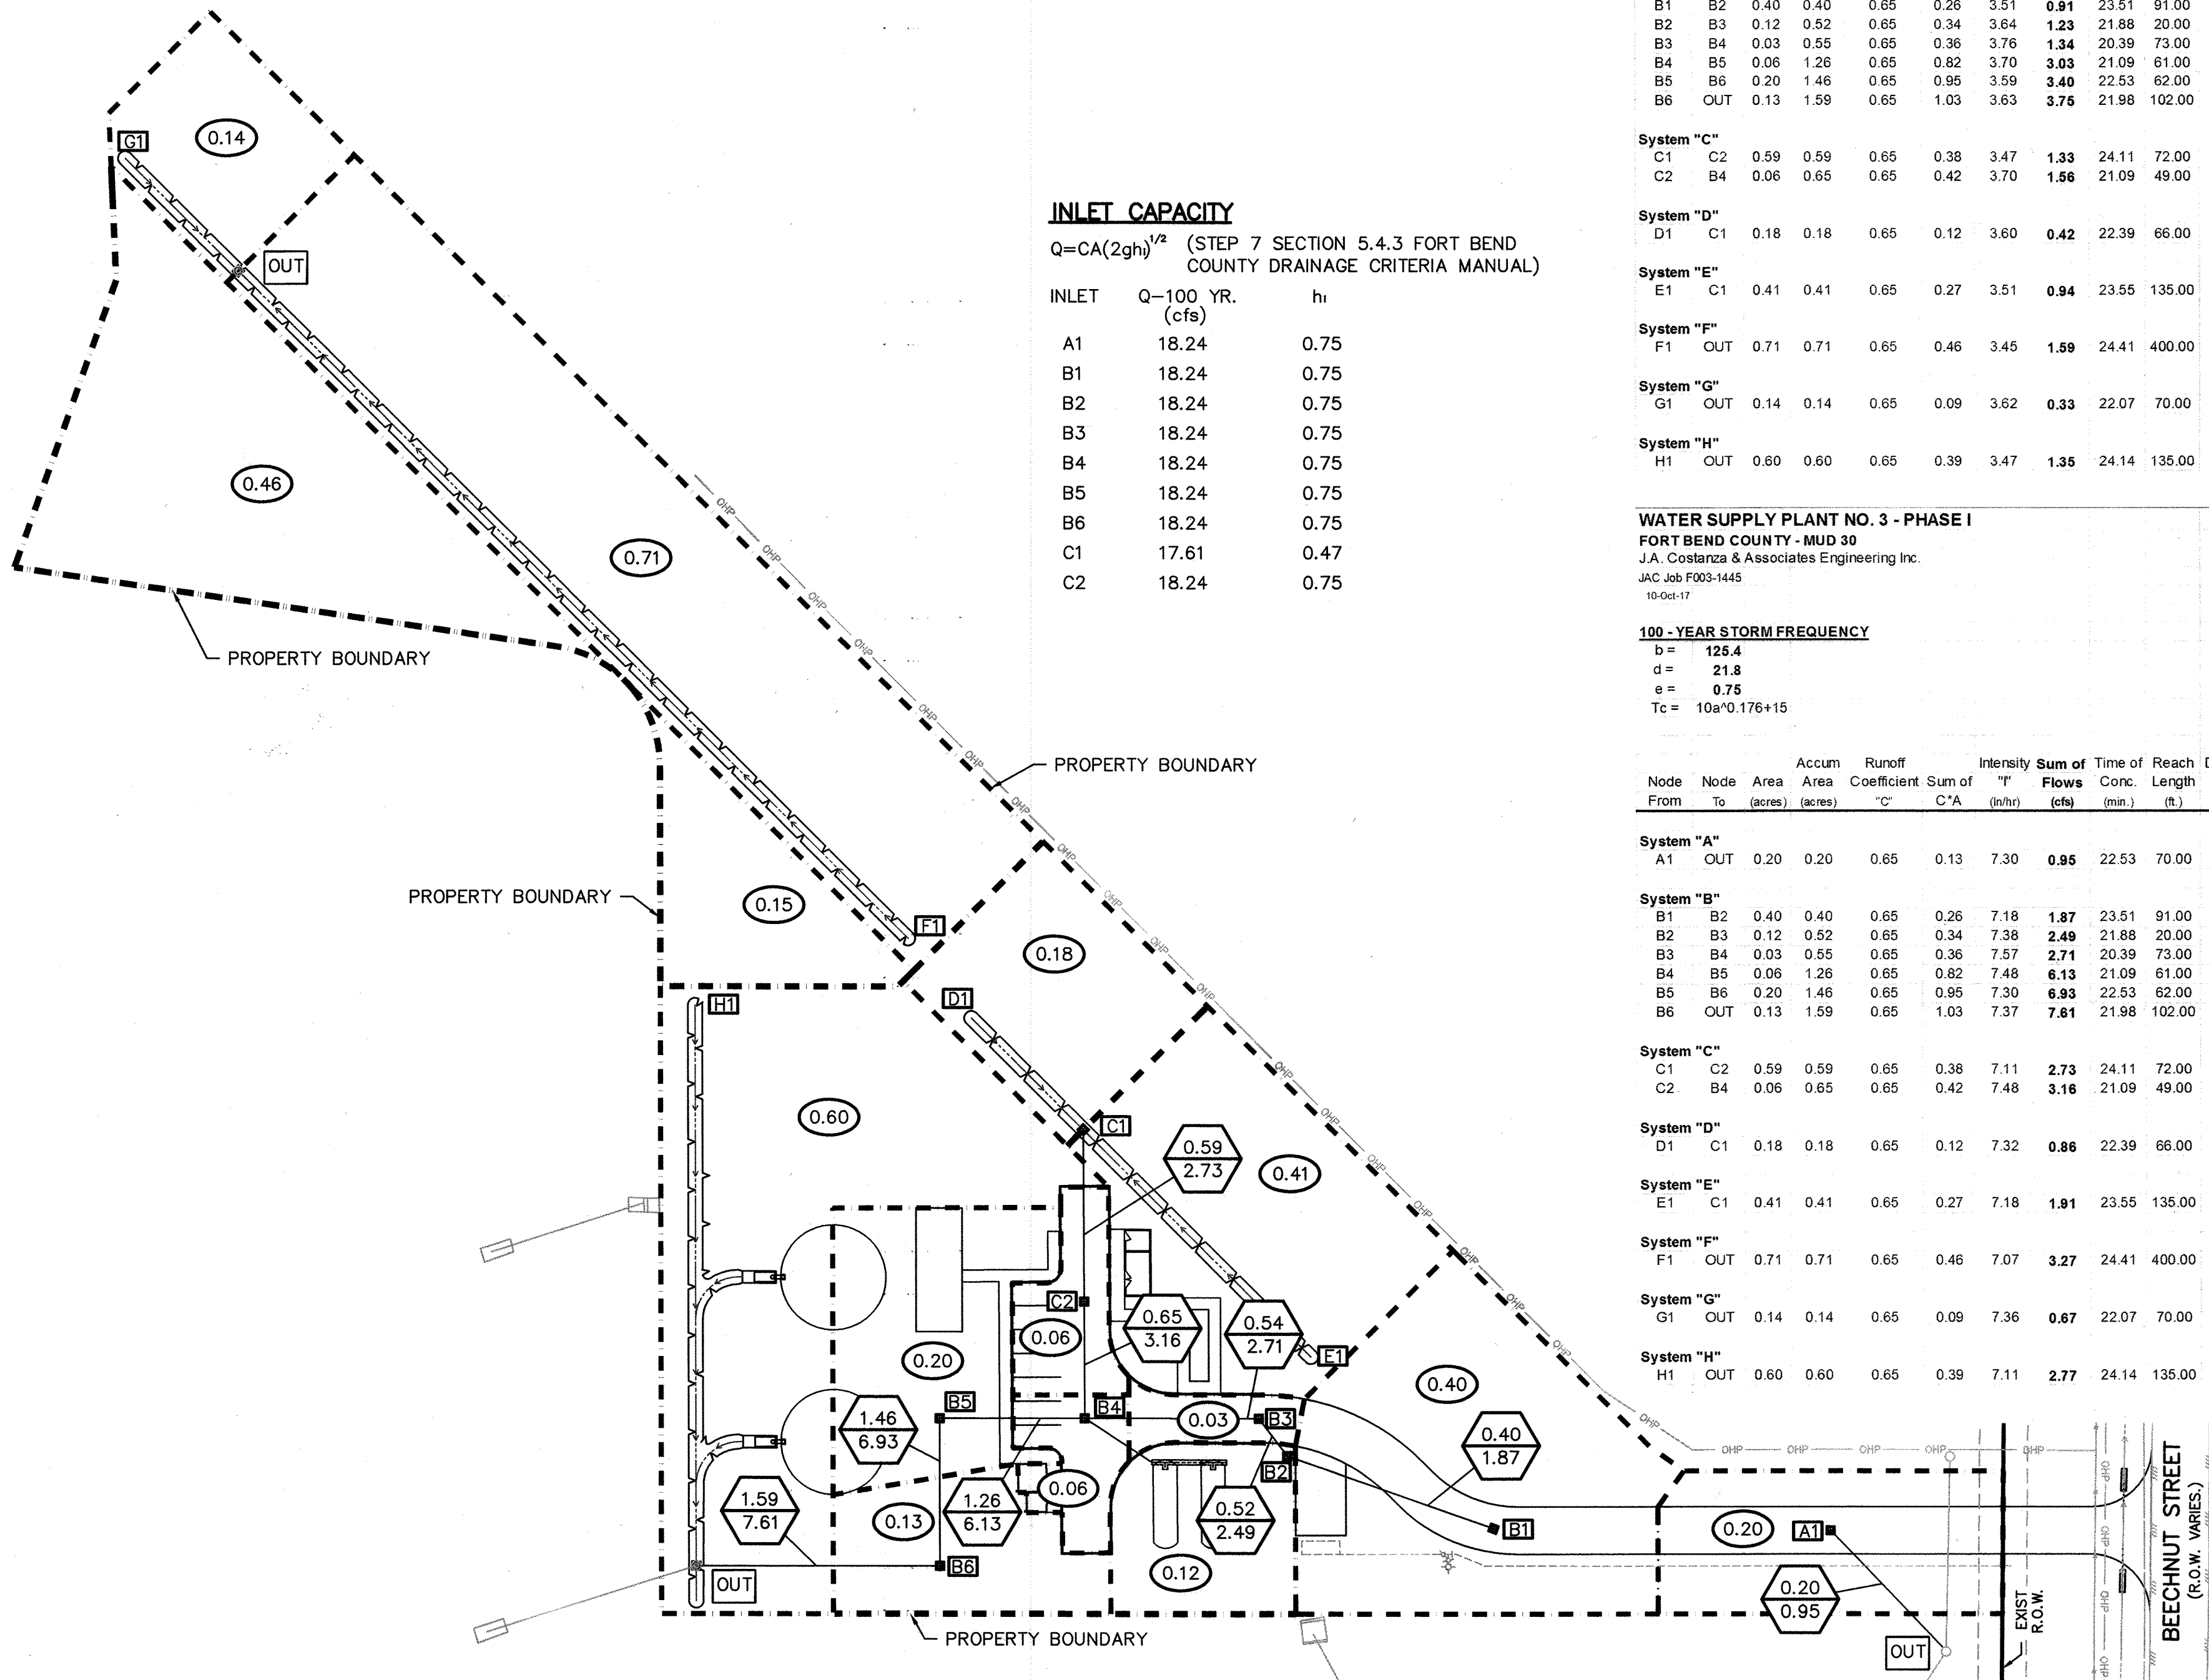 B1 B2 0.40 0.40 0.65 0.26 3.51 0.91 23.51 91.00
B2 B3 0.12 0.52 0.65 0.34 3.64 1.23 21.88 20.00
B3 B4 0.03 0.55 0.65 0.36 3.76 1.34 20.39 73.00
B4 B5 0.06 1.26 0.65 0.82 3.70 3.03 21.09 61.00
B5 B6 0.20 1.46 0.65 0.95 3.59 3.40 22.53 62.00
B6 OUT 0.13 1.59 0.65 1.03 3.63 3.75 21.98 102.00
System "C"
C1 C2 0.59 0.59 0.65 0.38 3.47 1.33 24.11 72.00
C2 B4 0.06 0.65 0.65 0.42 3.70 1.56 21.09 49.00
System "D"
D1 C1 0.18 0.18 0.65 0.12 3.60 0.42 22.39 66.00
System "E"
E1 C1 0.41 0.41 0.65 0.27 3.51 0.94 23.55 135.00
System "F"
F1 OUT 0.71 0.71 0.65 0.46 3.45 1.59 24.41 400.00
System "G"
G1 OUT 0.14 0.14 0.65 0.09 3.62 0.33 22.07 70.00
System "H"
H1 OUT 0.60 0.60 0.65 0.39 3.47 1.35 24.14 135.00
WATER SUPPLY PLANT NO. 3 - PHASE I
FORT BEND COUNTY - MUD 30
J.A. Costanza & Associates Engineering Inc.
JAC Job F003-1445
10-Oct-17
100 - YEAR STORM FREQUENCY
b = 125.4
d = 21.8
e = 0.75
Tc = 10a^0.176+15
Accum Runoff Intensity Sum of Time of Reach
Node Node Area Area Coefficient Sum of "I" Flows Conc. Length
From To (acres) (acres) "C" C*A (In/hr) (cfs) (min.) (ft.)
System "A"
A1 OUT 0.20 0.20 0.65 0.13 7.30 0.95 22.53 70.00
System "B"
B1 B2 0.40 0.40 0.65 0.26 7.18 1.87 23.51 91.00
B2 B3 0.12 0.52 0.65 0.34 7.38 2.49 21.88 20.00
B3 B4 0.03 0.55 0.65 0.36 7.57 2.71 20.39 73.00
B4 B5 0.06 1.26 0.65 0.82 7.48 6.13 21.09 61.00
B5 B6 0.20 1.46 0.65 0.95 7.30 6.93 22.53 62.00
B6 OUT 0.13 1.59 0.65 1.03 7.37 7.61 21.98 102.00
System "C"
C1 C2 0.59 0.59 0.65 0.38 7.11 2.73 24.11 72.00
C2 B4 0.06 0.65 0.65 0.42 7.48 3.16 21.09 49.00
System "D"
D1 C1 0.18 0.18 0.65 0.12 7.32 0.86 22.39 66.00
System "E"
E1 C1 0.41 0.41 0.65 0.27 7.18 1.91 23.55 135.00
System "F"
F1 OUT 0.71 0.71 0.65 0.46 7.07 3.27 24.41 400.00
System "G"
G1 OUT 0.14 0.14 0.65 0.09 7.36 0.67 22.07 70.00
System "H"
H1 OUT 0.60 0.60 0.65 0.39 7.11 2.77 24.14 135.00
INLET CAPACITY
Q=CA(2ghı)^1/2 (STEP 7 SECTION 5.4.3 FORT BEND
COUNTY DRAINAGE CRITERIA MANUAL)
INLET Q-100 YR. hı
(cfs)
A1 18.24 0.75
B1 18.24 0.75
B2 18.24 0.75
B3 18.24 0.75
B4 18.24 0.75
B5 18.24 0.75
B6 18.24 0.75
C1 17.61 0.47
C2 18.24 0.75
G1
0.14
OUT
0.46
0.71
PROPERTY BOUNDARY
OHP
OHP
OHP
OHP
OHP
OHP
OHP
PROPERTY BOUNDARY
OHP
OHP
PROPERTY BOUNDARY
0.15
F1
OHP
0.18
OHP
OHP
H1
D1
OHP
0.60
C1
OHP
0.59
2.73
0.41
OHP
OHP
OHP
C2
0.06
0.65
3.16
0.54
2.71
OHP
E1
OHP
0.20
0.40
B5
B4
0.03
B3
OHP
1.46
6.93
0.40
1.87
OHP
OHP
OHP
OHP
OHP
B2
0.06
1.59
7.61
0.13
1.26
6.13
0.52
2.49
B1
0.20
A1
B6
OUT
0.12
0.20
0.95
PROPERTY BOUNDARY
OUT
EXIST
R.O.W.
OHP
OHP
OHP
OHP
BEECHNUT STREET
(R.O.W. VARIES.)